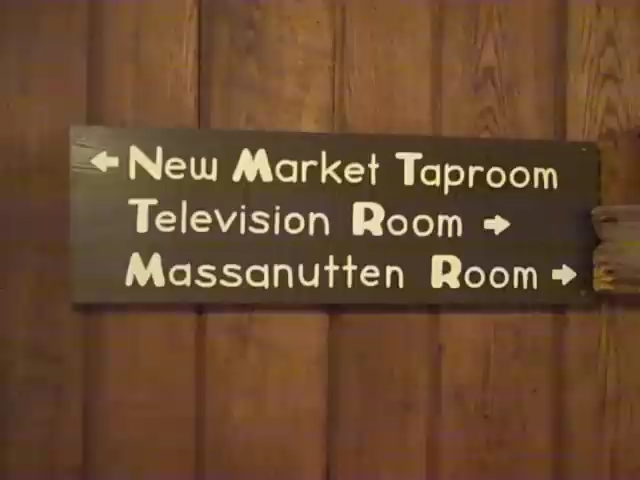 ← New Market Taproom
Television Room →
Massanutten Room →